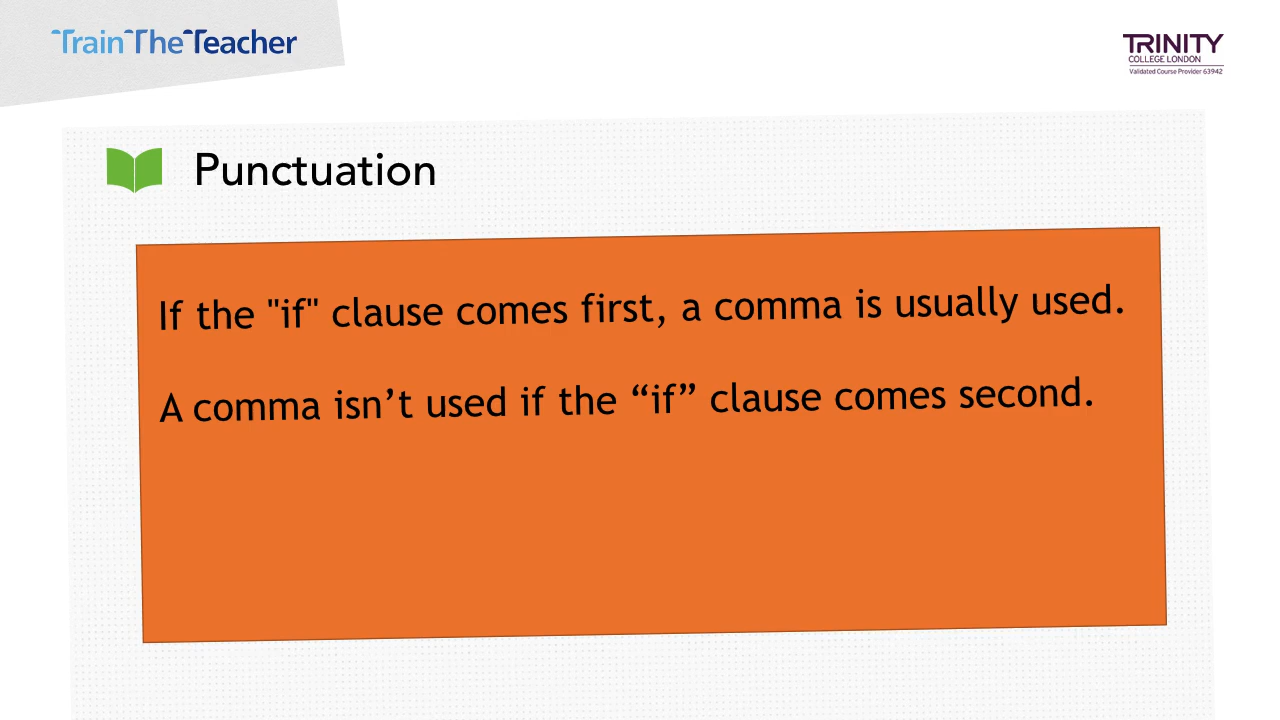 TrainTheTeacher
TRINITY
COLLEGE LONDON
Validated Course Provider 63942
Punctuation
If the "if" clause comes first, a comma is usually used.
A comma isn’t used if the “if” clause comes second.